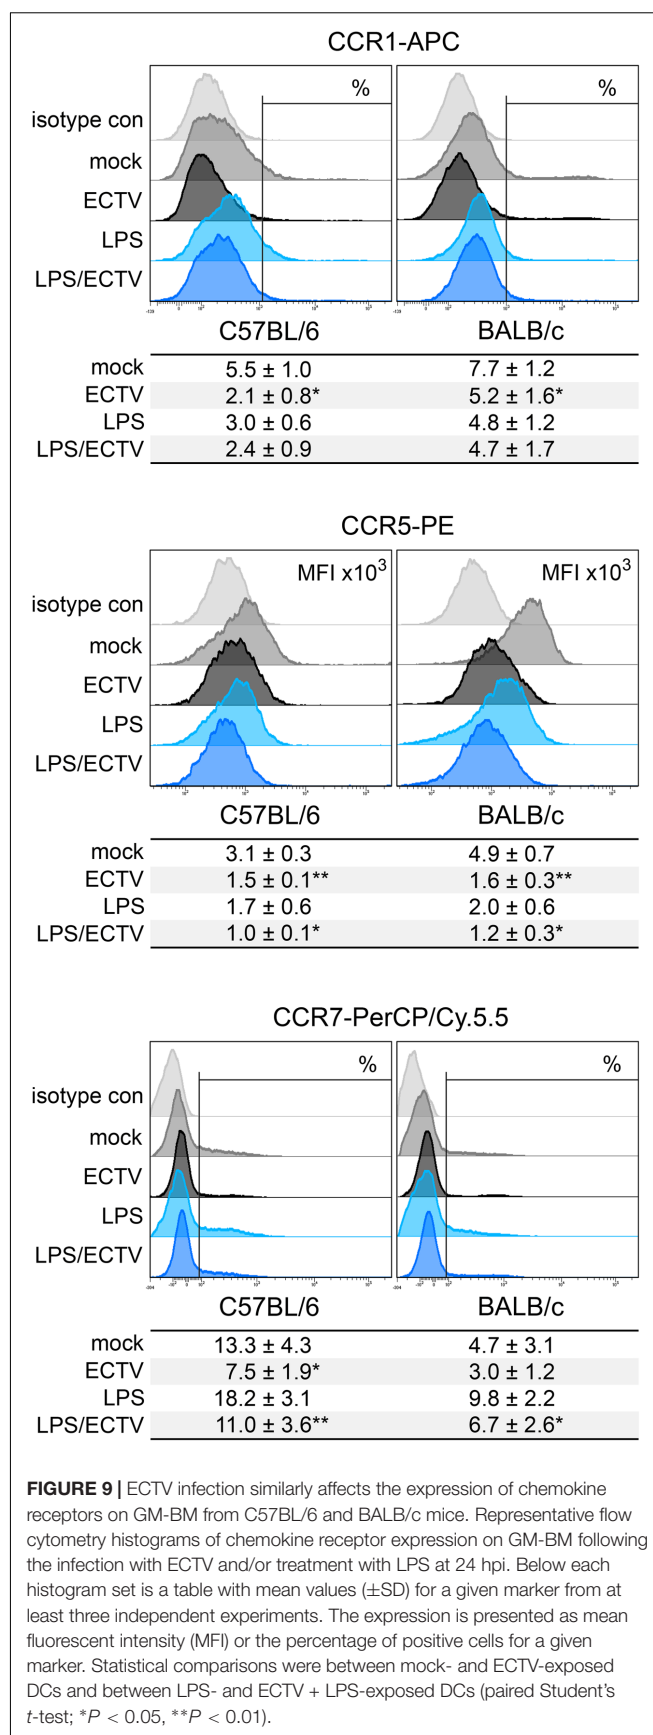 CCR1-APC
% %
isotype con
mock
ECTV
LPS
LPS/ECTV
C57BL/6 BALB/c
mock 5.5 ± 1.0 7.7 ± 1.2
ECTV 2.1 ± 0.8* 5.2 ± 1.6*
LPS 3.0 ± 0.6 4.8 ± 1.2
LPS/ECTV 2.4 ± 0.9 4.7 ± 1.7
CCR5-PE
MFI x10³ MFI x10³
isotype con
mock
ECTV
LPS
LPS/ECTV
C57BL/6 BALB/c
mock 3.1 ± 0.3 4.9 ± 0.7
ECTV 1.5 ± 0.1** 1.6 ± 0.3**
LPS 1.7 ± 0.6 2.0 ± 0.6
LPS/ECTV 1.0 ± 0.1* 1.2 ± 0.3*
CCR7-PerCP/Cy.5.5
% %
isotype con
mock
ECTV
LPS
LPS/ECTV
C57BL/6 BALB/c
mock 13.3 ± 4.3 4.7 ± 3.1
ECTV 7.5 ± 1.9* 3.0 ± 1.2
LPS 18.2 ± 3.1 9.8 ± 2.2
LPS/ECTV 11.0 ± 3.6** 6.7 ± 2.6*
FIGURE 9 | ECTV infection similarly affects the expression of chemokine
receptors on GM-BM from C57BL/6 and BALB/c mice. Representative flow
cytometry histograms of chemokine receptor expression on GM-BM following
the infection with ECTV and/or treatment with LPS at 24 hpi. Below each
histogram set is a table with mean values (±SD) for a given marker from at
least three independent experiments. The expression is presented as mean
fluorescent intensity (MFI) or the percentage of positive cells for a given
marker. Statistical comparisons were between mock- and ECTV-exposed
DCs and between LPS- and ECTV + LPS-exposed DCs (paired Student's
t-test; *P < 0.05, **P < 0.01).